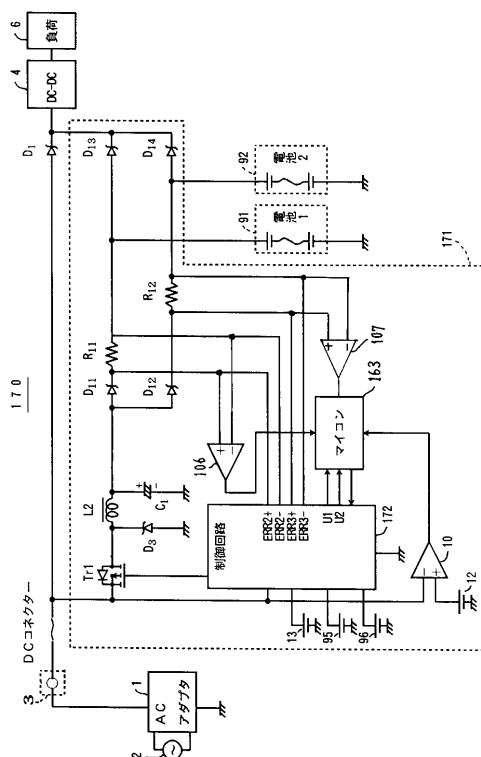 170
DCコネクター
3
1
AC
アダプタ
2
Tr1
L2
D3
C1
+
-
D11
D12
R11
R12
D1
D13
D14
4
DC-DC
6
負荷
91
電池
1
92
電池
2
171
106
+
-
107
+
-
163
マイコン
制御回路
ERR2+
ERR2-
ERR3+
ERR3-
U1
U2
172
13
95
96
10
-
+
12